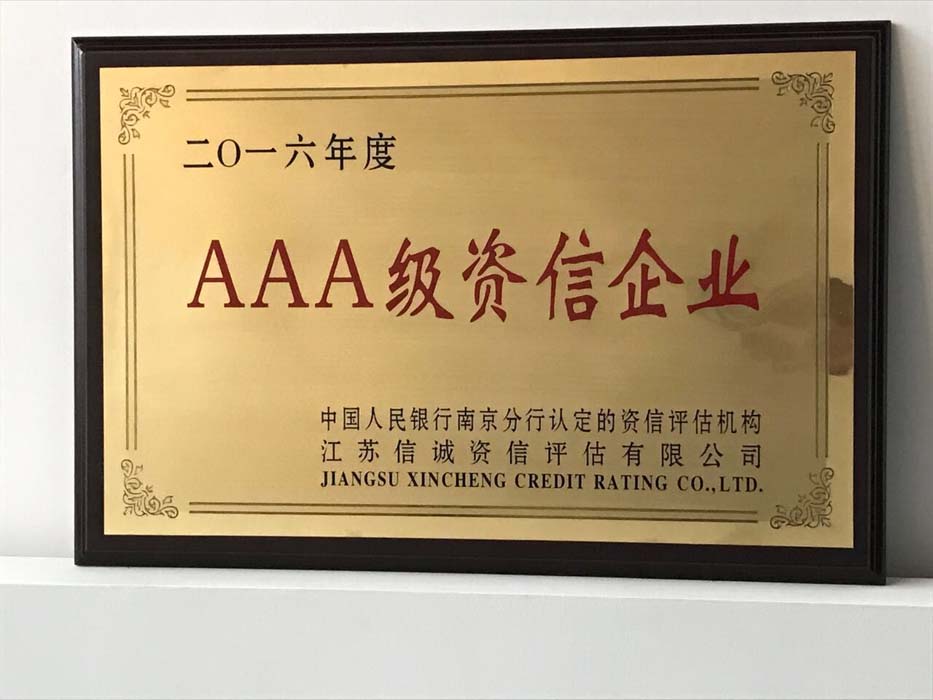 二〇一六年度
AAA级资信企业
中国人民银行南京分行认定的资信评估机构
江苏信诚资信评估有限公司
JIANGSU XINCHENG CREDIT RATING CO.,LTD.